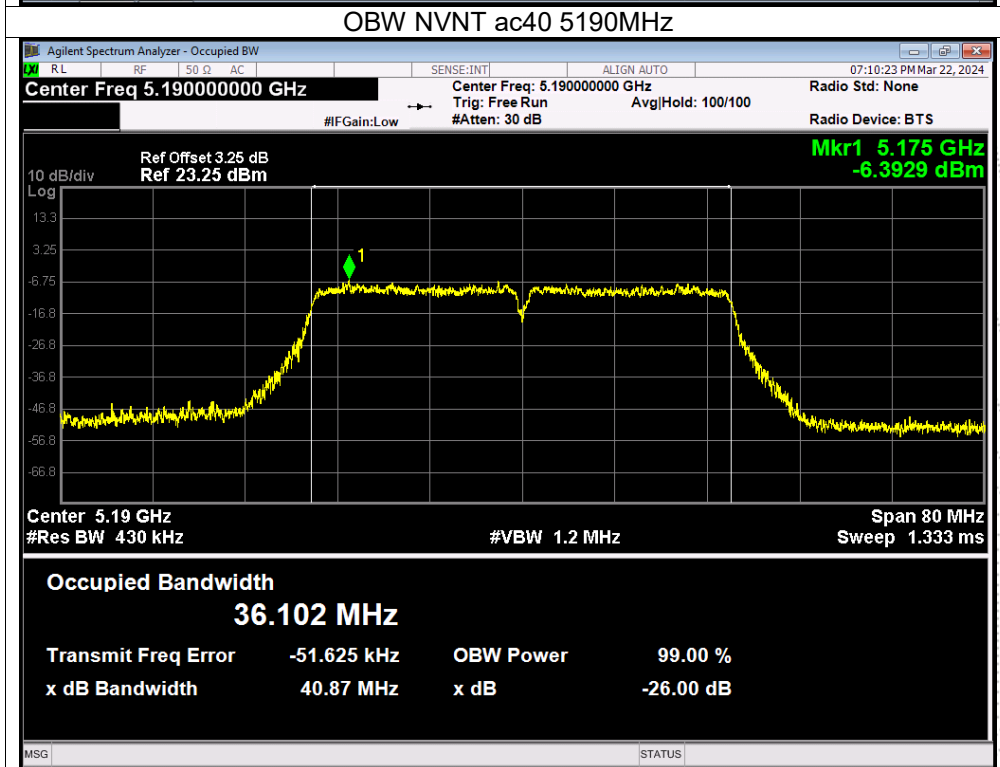 OBW NVNT ac40 5190MHz
Agilent Spectrum Analyzer - Occupied BW
LXI RL RF 50 Ω AC SENSE:INT ALIGN AUTO 07:10:23 PM Mar 22, 2024
Center Freq 5.190000000 GHz Center Freq: 5.190000000 GHz Radio Std: None
Trig: Free Run Avg|Hold: 100/100
#IFGain:Low #Atten: 30 dB Radio Device: BTS
Mkr1 5.175 GHz
-6.3929 dBm
Ref Offset 3.25 dB
10 dB/div Ref 23.25 dBm
Log
13.3
3.25
1
-6.75
-16.8
-26.8
-36.8
-46.8
-56.8
-66.8
Center 5.19 GHz Span 80 MHz
#Res BW 430 kHz #VBW 1.2 MHz Sweep 1.333 ms
Occupied Bandwidth
36.102 MHz
Transmit Freq Error -51.625 kHz OBW Power 99.00 %
x dB Bandwidth 40.87 MHz x dB -26.00 dB
MSG STATUS